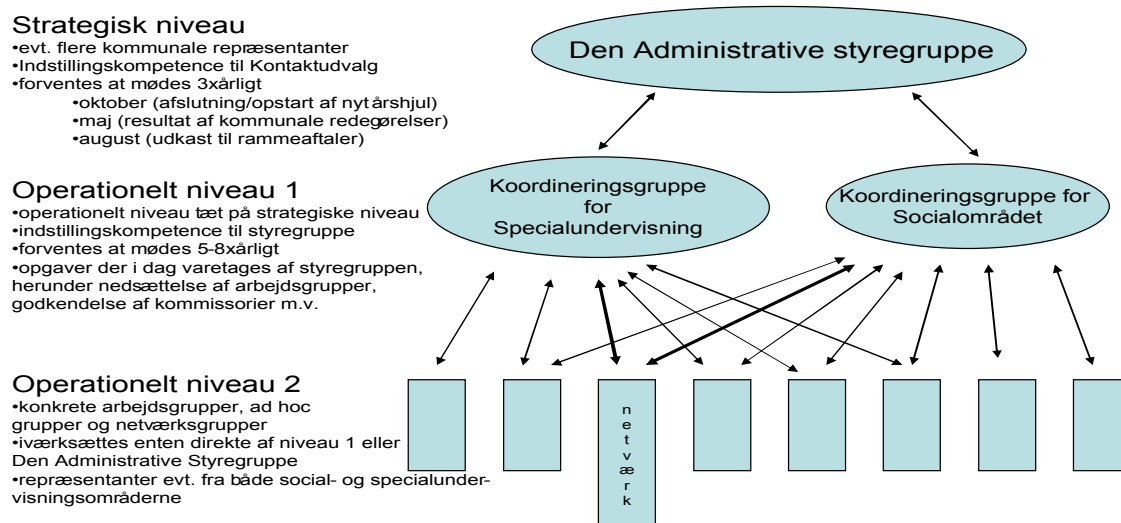 Strategisk niveau
•evt. flere kommunale repræsentanter
•Indstillingskompetence til Kontaktudvalg
•forventes at mødes 3xårligt
•oktober (afslutning/opstart af nyt årshjul)
•maj (resultat af kommunale redegørelser)
•august (udkast til rammeaftaler)
Den Administrative styregruppe
Operationelt niveau 1
•operationelt niveau tæt på strategiske niveau
•indstillingskompetence til styregruppe
•forventes at mødes 5-8xårligt
•opgaver der i dag varetages af styregruppen,
herunder nedsættelse af arbejdsgrupper,
godkendelse af kommissorier m.v.
Koordineringsgruppe
for
Specialundervisning
Koordineringsgruppe for
Socialområdet
Operationelt niveau 2
•konkrete arbejdsgrupper, ad hoc
grupper og netværksgrupper
•iværksættes enten direkte af niveau 1 eller
Den Administrative Styregruppe
•repræsentanter evt. fra både social- og specialunder-
visningsområderne
n
e
t
v
æ
r
k